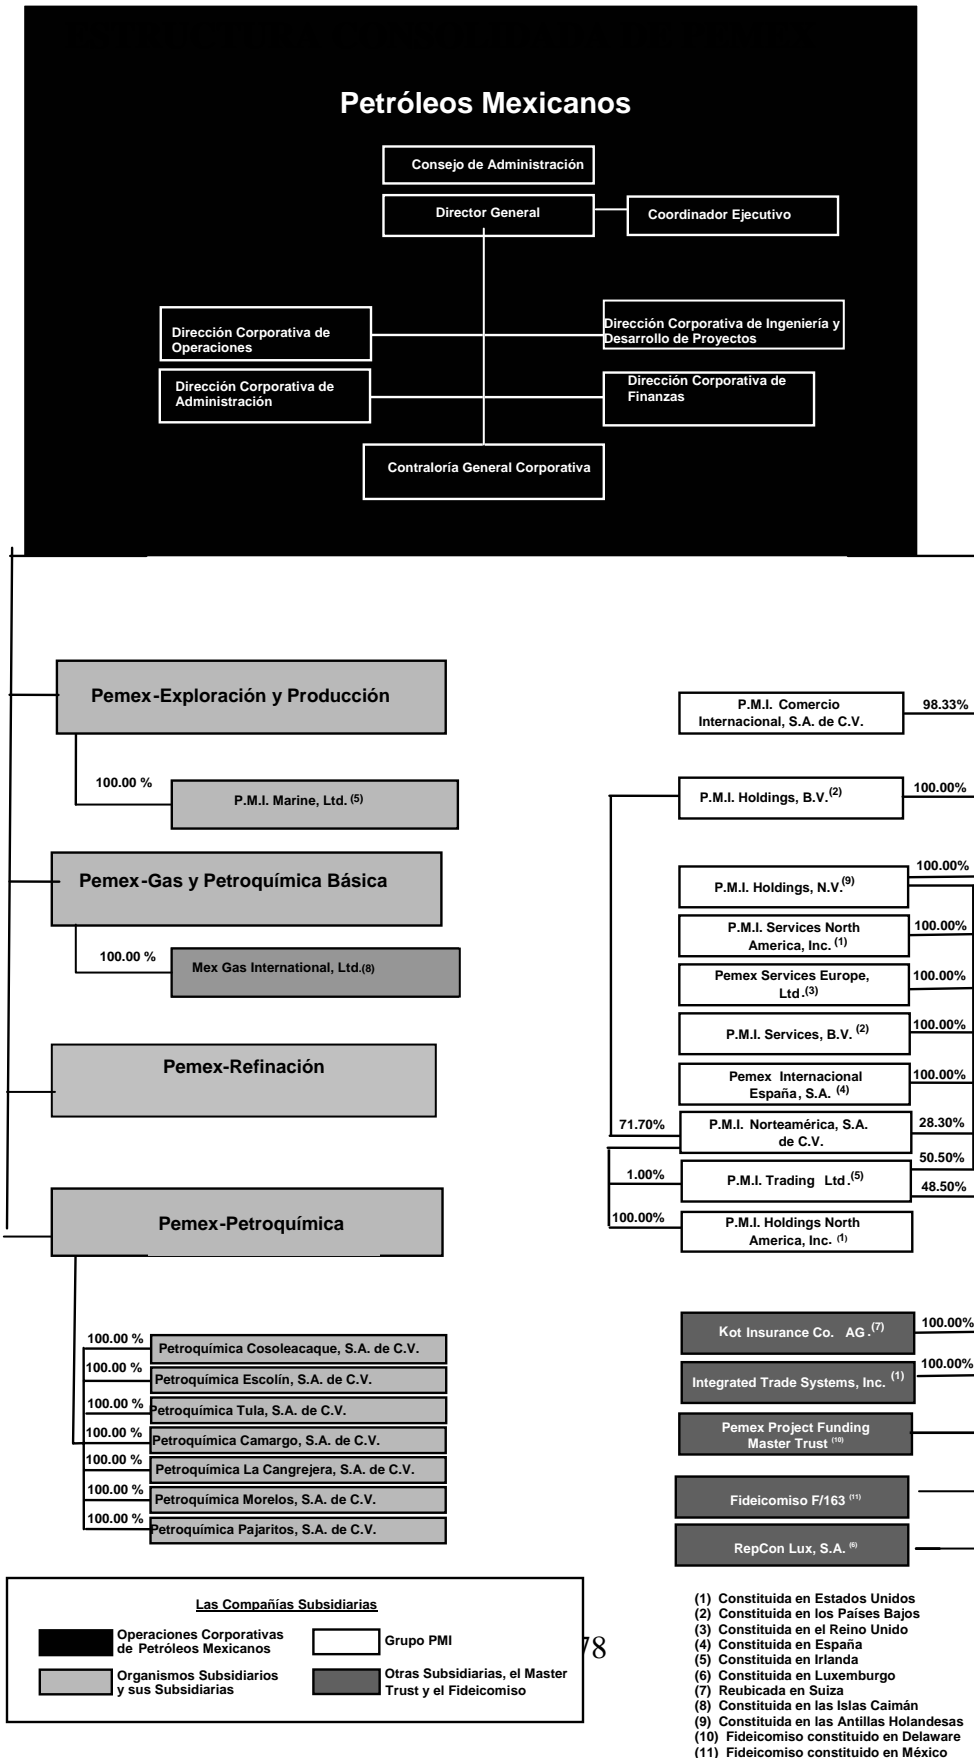 Petróleos Mexicanos
Consejo de Administración
Director General
Coordinador Ejecutivo
Dirección Corporativa de
Operaciones
Dirección Corporativa de Ingeniería y
Desarrollo de Proyectos
Dirección Corporativa de
Administración
Dirección Corporativa de
Finanzas
Contraloría General Corporativa
Pemex-Exploración y Producción
100.00 %
P.M.I. Marine, Ltd. (5)
Pemex-Gas y Petroquímica Básica
100.00 %
Mex Gas International, Ltd.(8)
Pemex-Refinación
Pemex-Petroquímica
100.00 %
Petroquímica Cosoleacaque, S.A. de C.V.
100.00 %
Petroquímica Escolín, S.A. de C.V.
100.00 %
Petroquímica Tula, S.A. de C.V.
100.00 %
Petroquímica Camargo, S.A. de C.V.
100.00 %
Petroquímica La Cangrejera, S.A. de C.V.
100.00 %
Petroquímica Morelos, S.A. de C.V.
100.00 %
Petroquímica Pajaritos, S.A. de C.V.
P.M.I. Comercio
Internacional, S.A. de C.V.
98.33%
P.M.I. Holdings, B.V.(2)
100.00%
P.M.I. Holdings, N.V.(9)
100.00%
P.M.I. Services North
America, Inc. (1)
100.00%
Pemex Services Europe,
Ltd.(3)
100.00%
P.M.I. Services, B.V. (2)
100.00%
Pemex Internacional
España, S.A. (4)
100.00%
71.70%
P.M.I. Norteamérica, S.A.
de C.V.
28.30%
50.50%
1.00%
P.M.I. Trading Ltd.(5)
48.50%
100.00%
P.M.I. Holdings North
America, Inc. (1)
Kot Insurance Co. AG.(7)
100.00%
Integrated Trade Systems, Inc. (1)
100.00%
Pemex Project Funding
Master Trust (10)
Fideicomiso F/163 (11)
RepCon Lux, S.A. (6)
Las Compañías Subsidiarias
Operaciones Corporativas
de Petróleos Mexicanos
Grupo PMI
Organismos Subsidiarios
y sus Subsidiarias
Otras Subsidiarias, el Master
Trust y el Fideicomiso
78
(1) Constituida en Estados Unidos
(2) Constituida en los Países Bajos
(3) Constituida en el Reino Unido
(4) Constituida en España
(5) Constituida en Irlanda
(6) Constituida en Luxemburgo
(7) Reubicada en Suiza
(8) Constituida en las Islas Caimán
(9) Constituida en las Antillas Holandesas
(10) Fideicomiso constituido en Delaware
(11) Fideicomiso constituido en México